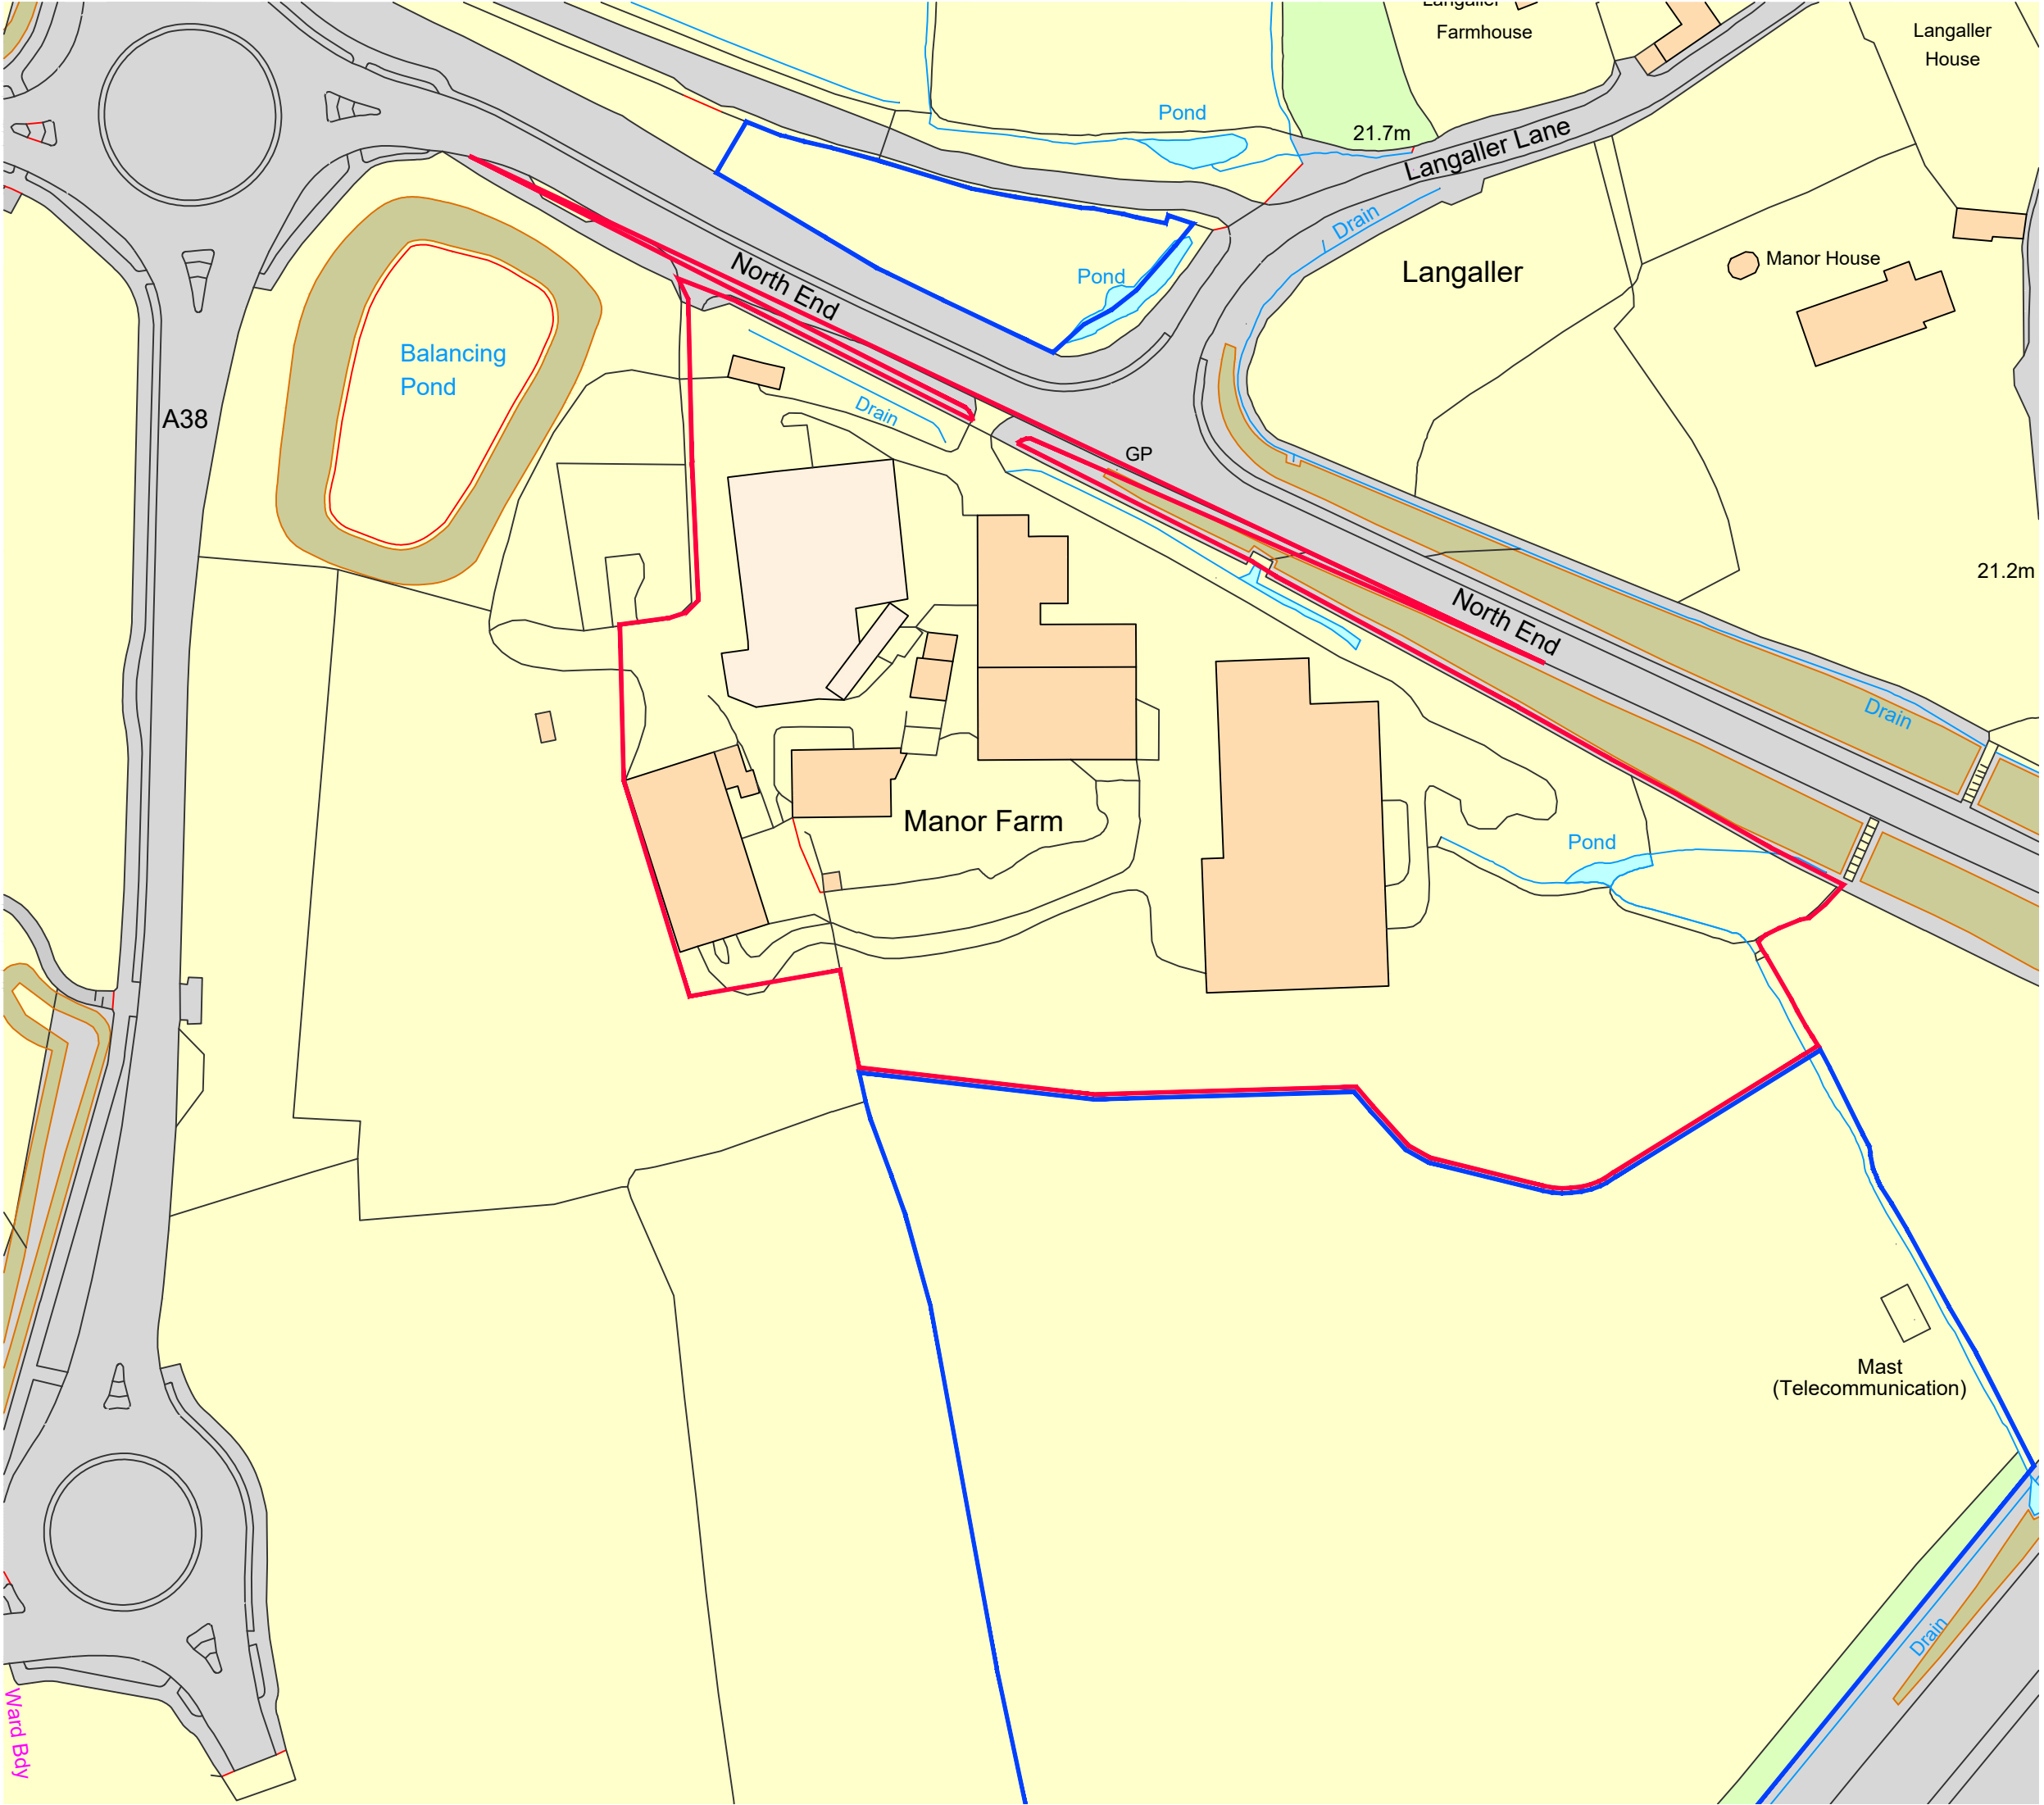 Langaller
Farmhouse
Langaller
House
Pond
21.7m
Langaller Lane
Drain
Langaller
Manor House
North End
Pond
Balancing
Pond
A38
Drain
GP
21.2m
North End
Drain
Manor Farm
Pond
Mast
(Telecommunication)
Drain
Ward Bdy